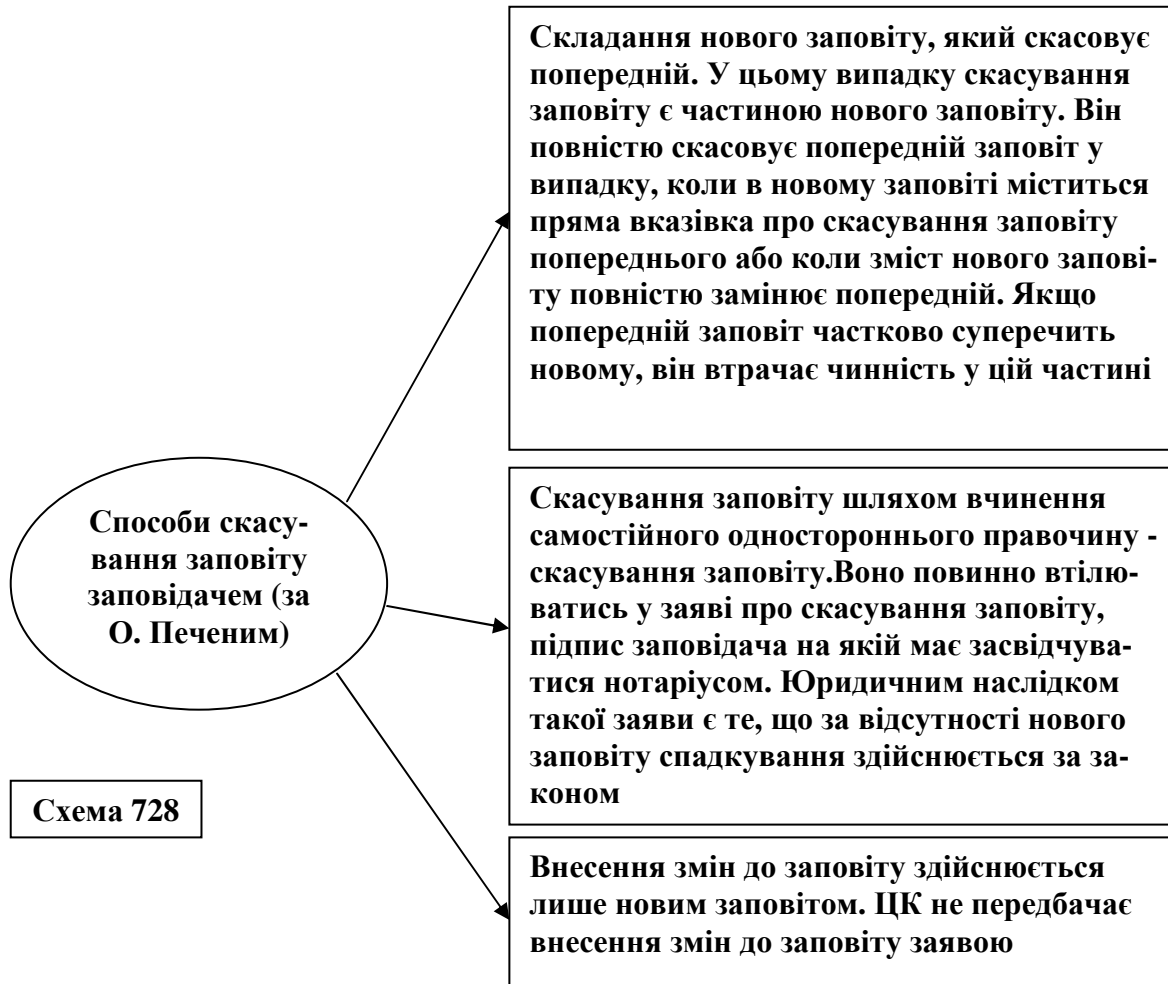 Складання нового заповіту, який скасовує
попередній. У цьому випадку скасування
заповіту є частиною нового заповіту. Він
повністю скасовує попередній заповіт у
випадку, коли в новому заповіті міститься
пряма вказівка про скасування заповіту
попереднього або коли зміст нового запові-
ту повністю замінює попередній. Якщо
попередній заповіт частково суперечить
новому, він втрачає чинність у цій частині
Способи скасу-
вання заповіту
заповідачем (за
О. Печеним)
Скасування заповіту шляхом вчинення
самостійного одностороннього правочину -
скасування заповіту.Воно повинно втілю-
ватись у заяві про скасування заповіту,
підпис заповідача на якій має засвідчува-
тися нотаріусом. Юридичним наслідком
такої заяви є те, що за відсутності нового
заповіту спадкування здійснюється за за-
коном
Схема 728
Внесення змін до заповіту здійснюється
лише новим заповітом. ЦК не передбачає
внесення змін до заповіту заявою